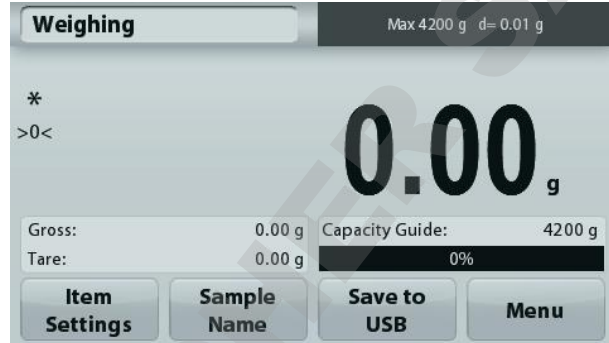 Weighing
Max 4200 g d= 0.01 g
*
>0<
0.00 g
Gross: 0.00 g
Tare: 0.00 g
Capacity Guide: 4200 g
0%
Item Settings
Sample Name
Save to USB
Menu